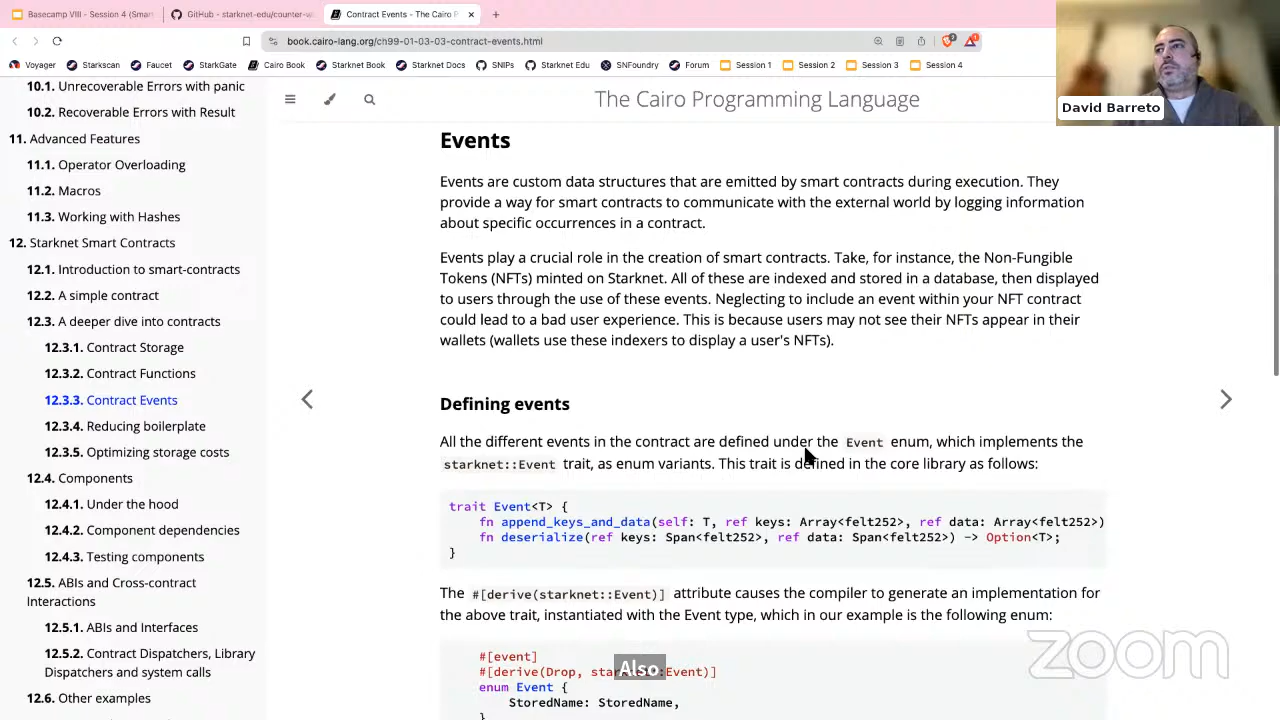 Basecamp VIII - Session 4 (Smar
GitHub - starknet-edu/counter-w
Contract Events - The Cairo P
book.cairo-lang.org/ch99-01-03-03-contract-events.html
Voyager
Starkscan
Faucet
StarkGate
Cairo Book
Starknet Book
Starknet Docs
SNIPs
Starknet Edu
SNFoundry
Forum
Session 1
Session 2
Session 3
Session 4
David Barreto
10.1. Unrecoverable Errors with panic
10.2. Recoverable Errors with Result
11. Advanced Features
11.1. Operator Overloading
11.2. Macros
11.3. Working with Hashes
12. Starknet Smart Contracts
12.1. Introduction to smart-contracts
12.2. A simple contract
12.3. A deeper dive into contracts
12.3.1. Contract Storage
12.3.2. Contract Functions
12.3.3. Contract Events
12.3.4. Reducing boilerplate
12.3.5. Optimizing storage costs
12.4. Components
12.4.1. Under the hood
12.4.2. Component dependencies
12.4.3. Testing components
12.5. ABIs and Cross-contract
Interactions
12.5.1. ABIs and Interfaces
12.5.2. Contract Dispatchers, Library
Dispatchers and system calls
12.6. Other examples
The Cairo Programming Language
Events
Events are custom data structures that are emitted by smart contracts during execution. They
provide a way for smart contracts to communicate with the external world by logging information
about specific occurrences in a contract.
Events play a crucial role in the creation of smart contracts. Take, for instance, the Non-Fungible
Tokens (NFTs) minted on Starknet. All of these are indexed and stored in a database, then displayed
to users through the use of these events. Neglecting to include an event within your NFT contract
could lead to a bad user experience. This is because users may not see their NFTs appear in their
wallets (wallets use these indexers to display a user's NFTs).
Defining events
All the different events in the contract are defined under the Event enum, which implements the
starknet::Event trait, as enum variants. This trait is defined in the core library as follows:
trait Event<T> {
fn append_keys_and_data(self: T, ref keys: Array<felt252>, ref data: Array<felt252>)
fn deserialize(ref keys: Span<felt252>, ref data: Span<felt252>) -> Option<T>;
}
The #[derive(starknet::Event)] attribute causes the compiler to generate an implementation for
the above trait, instantiated with the Event type, which in our example is the following enum:
#[event]
#[derive(Drop, star Event)]
enum Event {
StoredName: StoredName,
}
Also
zoom